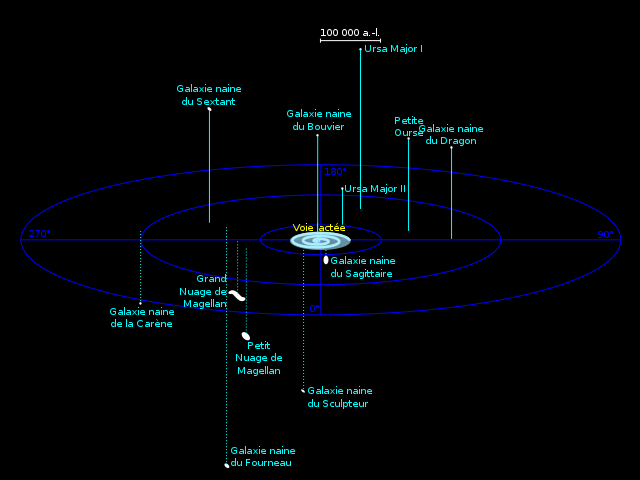 100 000 a.-l.
Ursa Major I
Galaxie naine
du Sextant
Galaxie naine
du Bouvier
Petite
Ourse
Galaxie naine
du Dragon
180°
Ursa Major II
Voie lactée
270°
90°
Galaxie naine
du Sagittaire
Grand
Nuage de
Magellan
0°
Galaxie naine
de la Carène
Petit
Nuage de
Magellan
Galaxie naine
du Sculpteur
Galaxie naine
du Fourneau